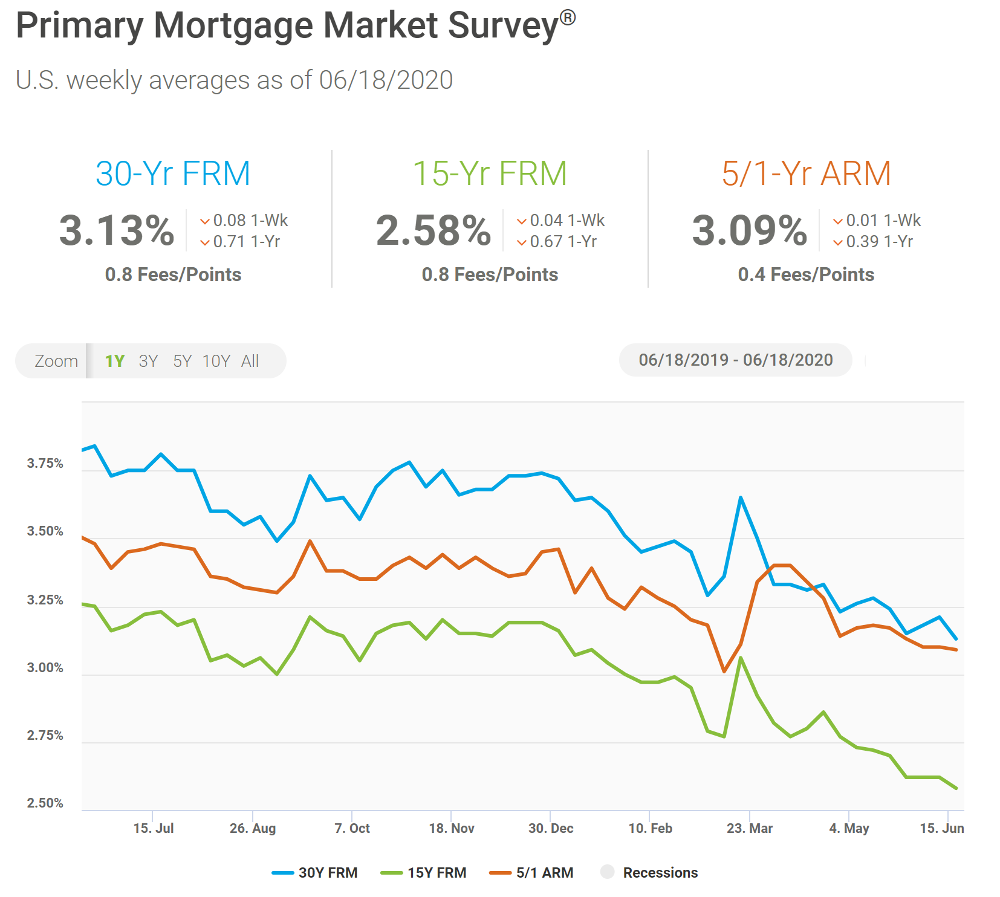 Primary Mortgage Market Survey®
U.S. weekly averages as of 06/18/2020
30-Yr FRM
3.13%
0.08 1-Wk
0.71 1-Yr
0.8 Fees/Points
15-Yr FRM
2.58%
0.04 1-Wk
0.67 1-Yr
0.8 Fees/Points
5/1-Yr ARM
3.09%
0.01 1-Wk
0.39 1-Yr
0.4 Fees/Points
Zoom 1Y 3Y 5Y 10Y All
06/18/2019 - 06/18/2020
3.75%
3.50%
3.25%
3.00%
2.75%
2.50%
15. Jul 26. Aug 7. Oct 18. Nov 30. Dec 10. Feb 23. Mar 4. May 15. Jun
30Y FRM 15Y FRM 5/1 ARM Recessions